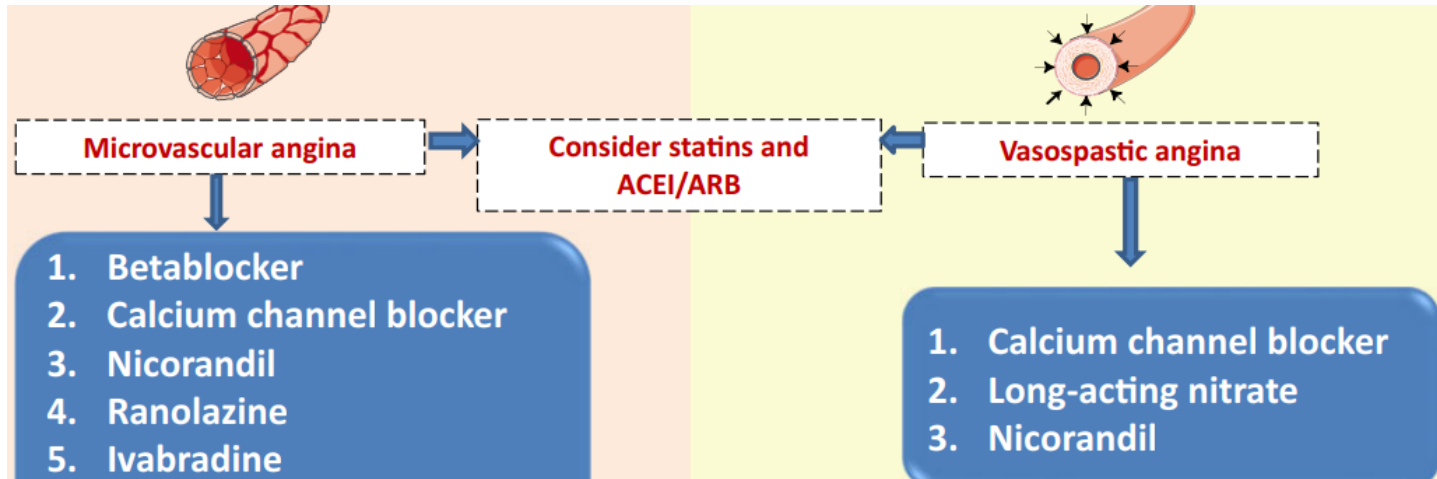 Microvascular angina
Consider statins and
ACEI/ARB
Vasospastic angina
1. Betablocker
2. Calcium channel blocker
3. Nicorandil
4. Ranolazine
5. Ivabradine
1. Calcium channel blocker
2. Long-acting nitrate
3. Nicorandil